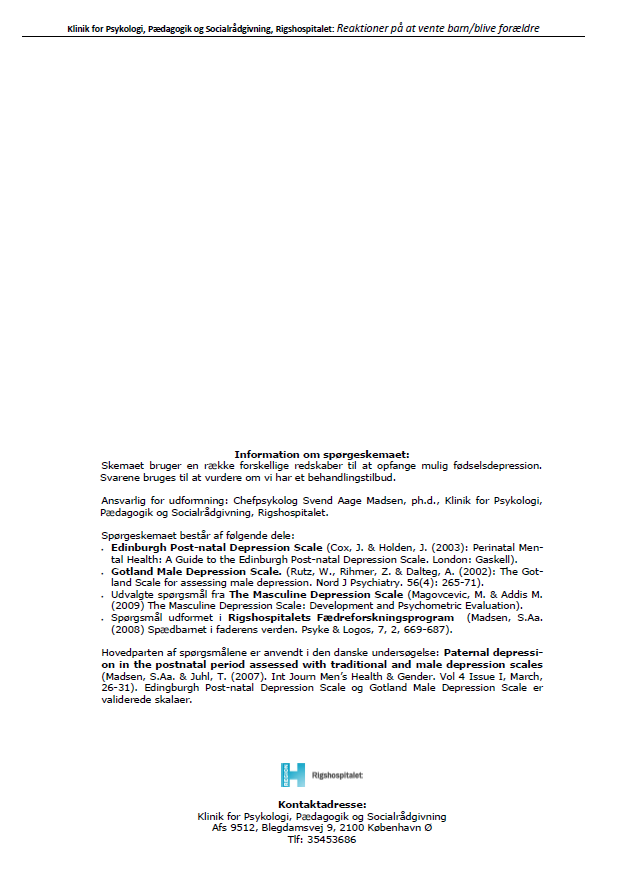 Klinik for Psykologi, Pædagogik og Socialrådgivning, Rigshospitalet: Reaktioner på at vente barn/blive forældre
Information om spørgeskemaet:
Skemaet bruger en række forskellige redskaber til at opfange mulig fødselsdepression.
Svarene bruges til at vurdere om vi har et behandlingstilbud.
Ansvarlig for udformning: Chefpsykolog Svend Aage Madsen, ph.d., Klinik for Psykologi,
Pædagogik og Socialrådgivning, Rigshospitalet.
Spørgeskemaet består af følgende dele:
• Edinburgh Post-natal Depression Scale (Cox, J. & Holden, J. (2003): Perinatal Men-
tal Health: A Guide to the Edinburgh Post-natal Depression Scale. London: Gaskell).
• Gotland Male Depression Scale. (Rutz, W., Rihmer, Z. & Dalteg, A. (2002): The Got-
land Scale for assessing male depression. Nord J Psychiatry. 56(4): 265-71).
• Udvalgte spørgsmål fra The Masculine Depression Scale (Magovcevic, M. & Addis M.
(2009) The Masculine Depression Scale: Development and Psychometric Evaluation).
• Spørgsmål udformet i Rigshospitalets Fædreforskningsprogram (Madsen, S.Aa.
(2008) Spædbarnet i faderens verden. Psyke & Logos, 7, 2, 669-687).
Hovedparten af spørgsmålene er anvendt i den danske undersøgelse: Paternal depressi-
on in the postnatal period assessed with traditional and male depression scales
(Madsen, S.Aa. & Juhl, T. (2007). Int Journ Men's Health & Gender. Vol 4 Issue I, March,
26-31). Edingburgh Post-natal Depression Scale og Gotland Male Depression Scale er
validerede skalaer.
REGION H Rigshospitalet
Kontaktadresse:
Klinik for Psykologi, Pædagogik og Socialrådgivning
Afs 9512, Blegdamsvej 9, 2100 København Ø
Tlf: 35453686